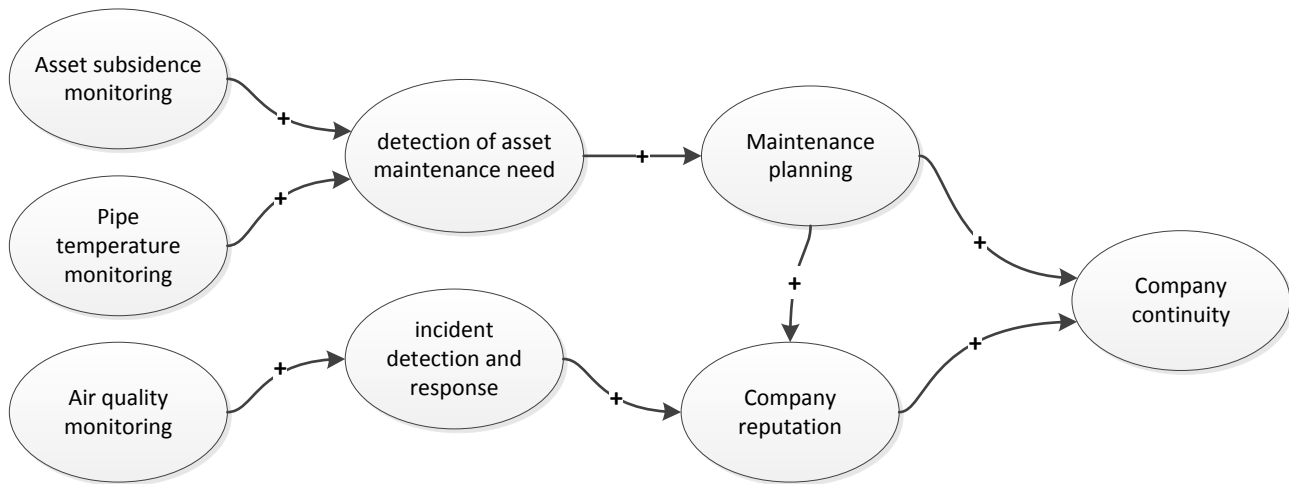 Asset subsidence
monitoring
+
detection of asset
maintenance need
+
Maintenance
planning
Pipe
temperature
monitoring
+
+
+
Company
continuity
incident
detection and
response
Air quality
monitoring
+
+
Company
reputation
+